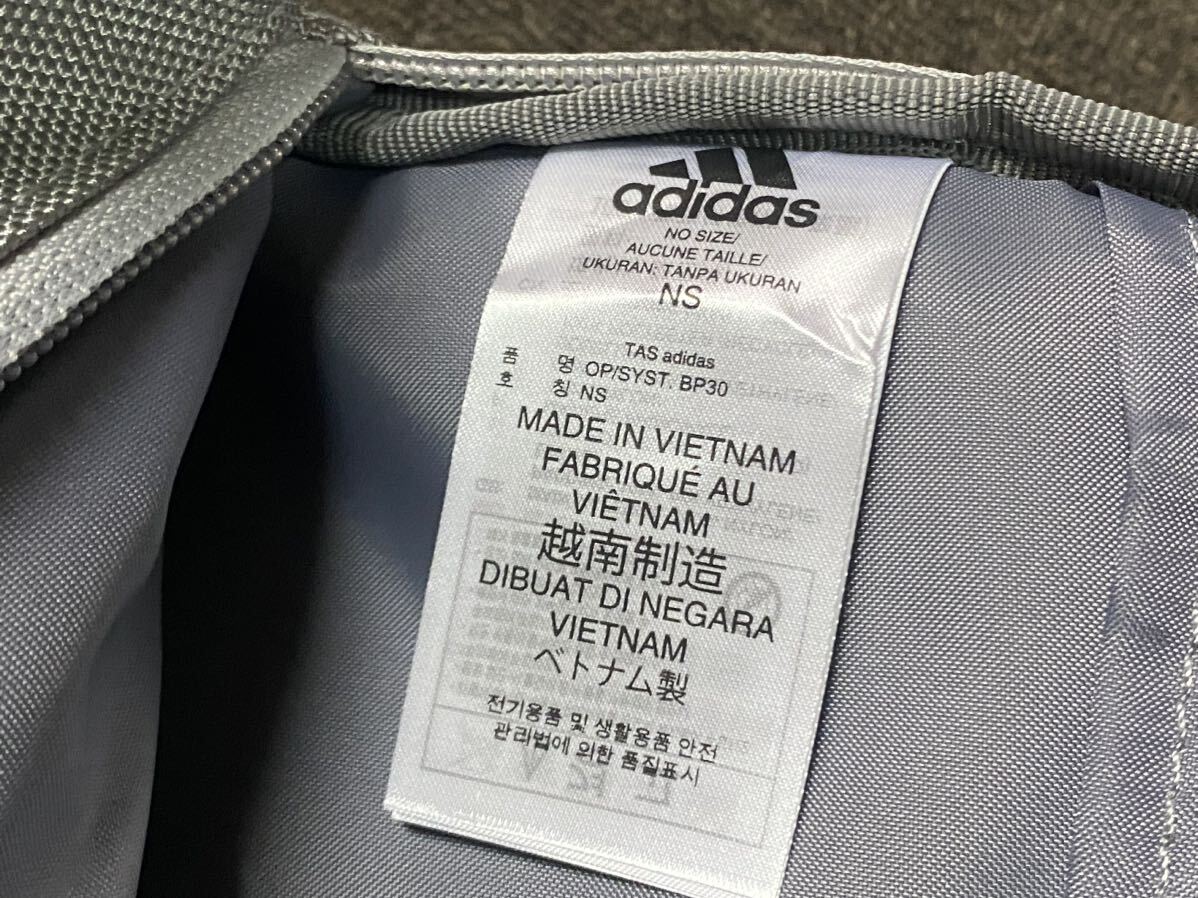 adidas
NO SIZE/
AUCUNE TAILLE/
UKURAN: TANPA UKURAN
NS
TAS adidas
품 명 OP/SYST. BP30
호 칭 NS
MADE IN VIETNAM
FABRIQUÉ AU
VIÊTNAM
越南制造
DIBUAT DI NEGARA
VIETNAM
ベトナム製
전기용품 및 생활용품 안전
관리법에 의한 품질표시